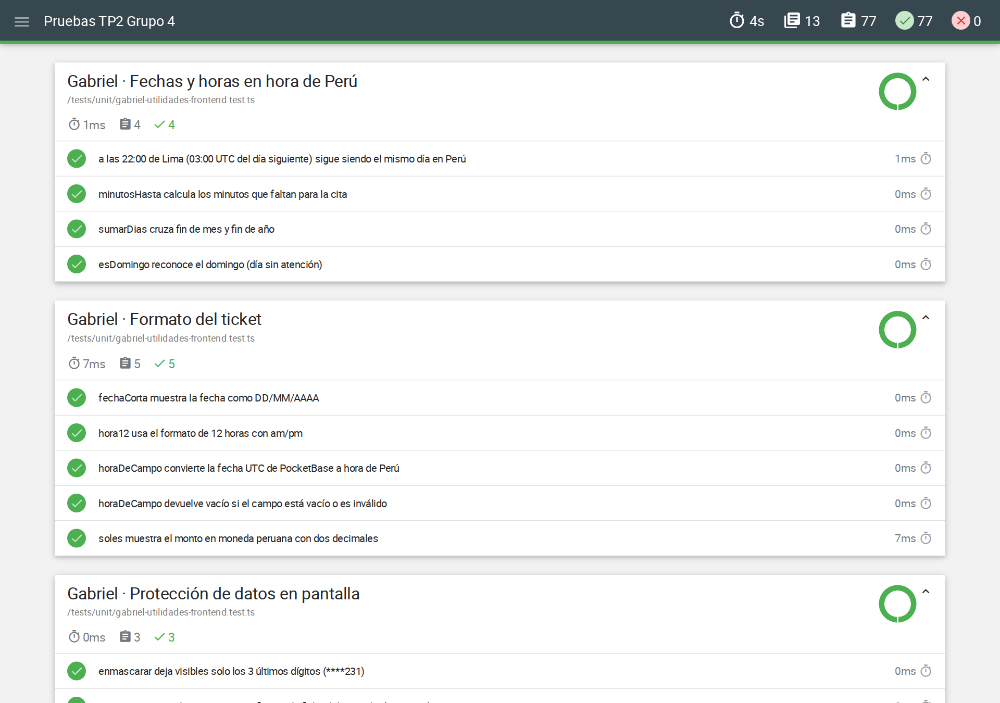 Pruebas TP2 Grupo 4
4s 13 77 77 0
Gabriel · Fechas y horas en hora de Perú
/tests/unit/gabriel-utilidades-frontend.test.ts
1ms 4 4
a las 22:00 de Lima (03:00 UTC del día siguiente) sigue siendo el mismo día en Perú 1ms
minutosHasta calcula los minutos que faltan para la cita 0ms
sumarDias cruza fin de mes y fin de año 0ms
esDomingo reconoce el domingo (día sin atención) 0ms
Gabriel · Formato del ticket
/tests/unit/gabriel-utilidades-frontend.test.ts
7ms 5 5
fechaCorta muestra la fecha como DD/MM/AAAA 0ms
hora12 usa el formato de 12 horas con am/pm 0ms
horaDeCampo convierte la fecha UTC de PocketBase a hora de Perú 0ms
horaDeCampo devuelve vacío si el campo está vacío o es inválido 0ms
soles muestra el monto en moneda peruana con dos decimales 7ms
Gabriel · Protección de datos en pantalla
/tests/unit/gabriel-utilidades-frontend.test.ts
0ms 3 3
enmascarar deja visibles solo los 3 últimos dígitos (****231) 0ms